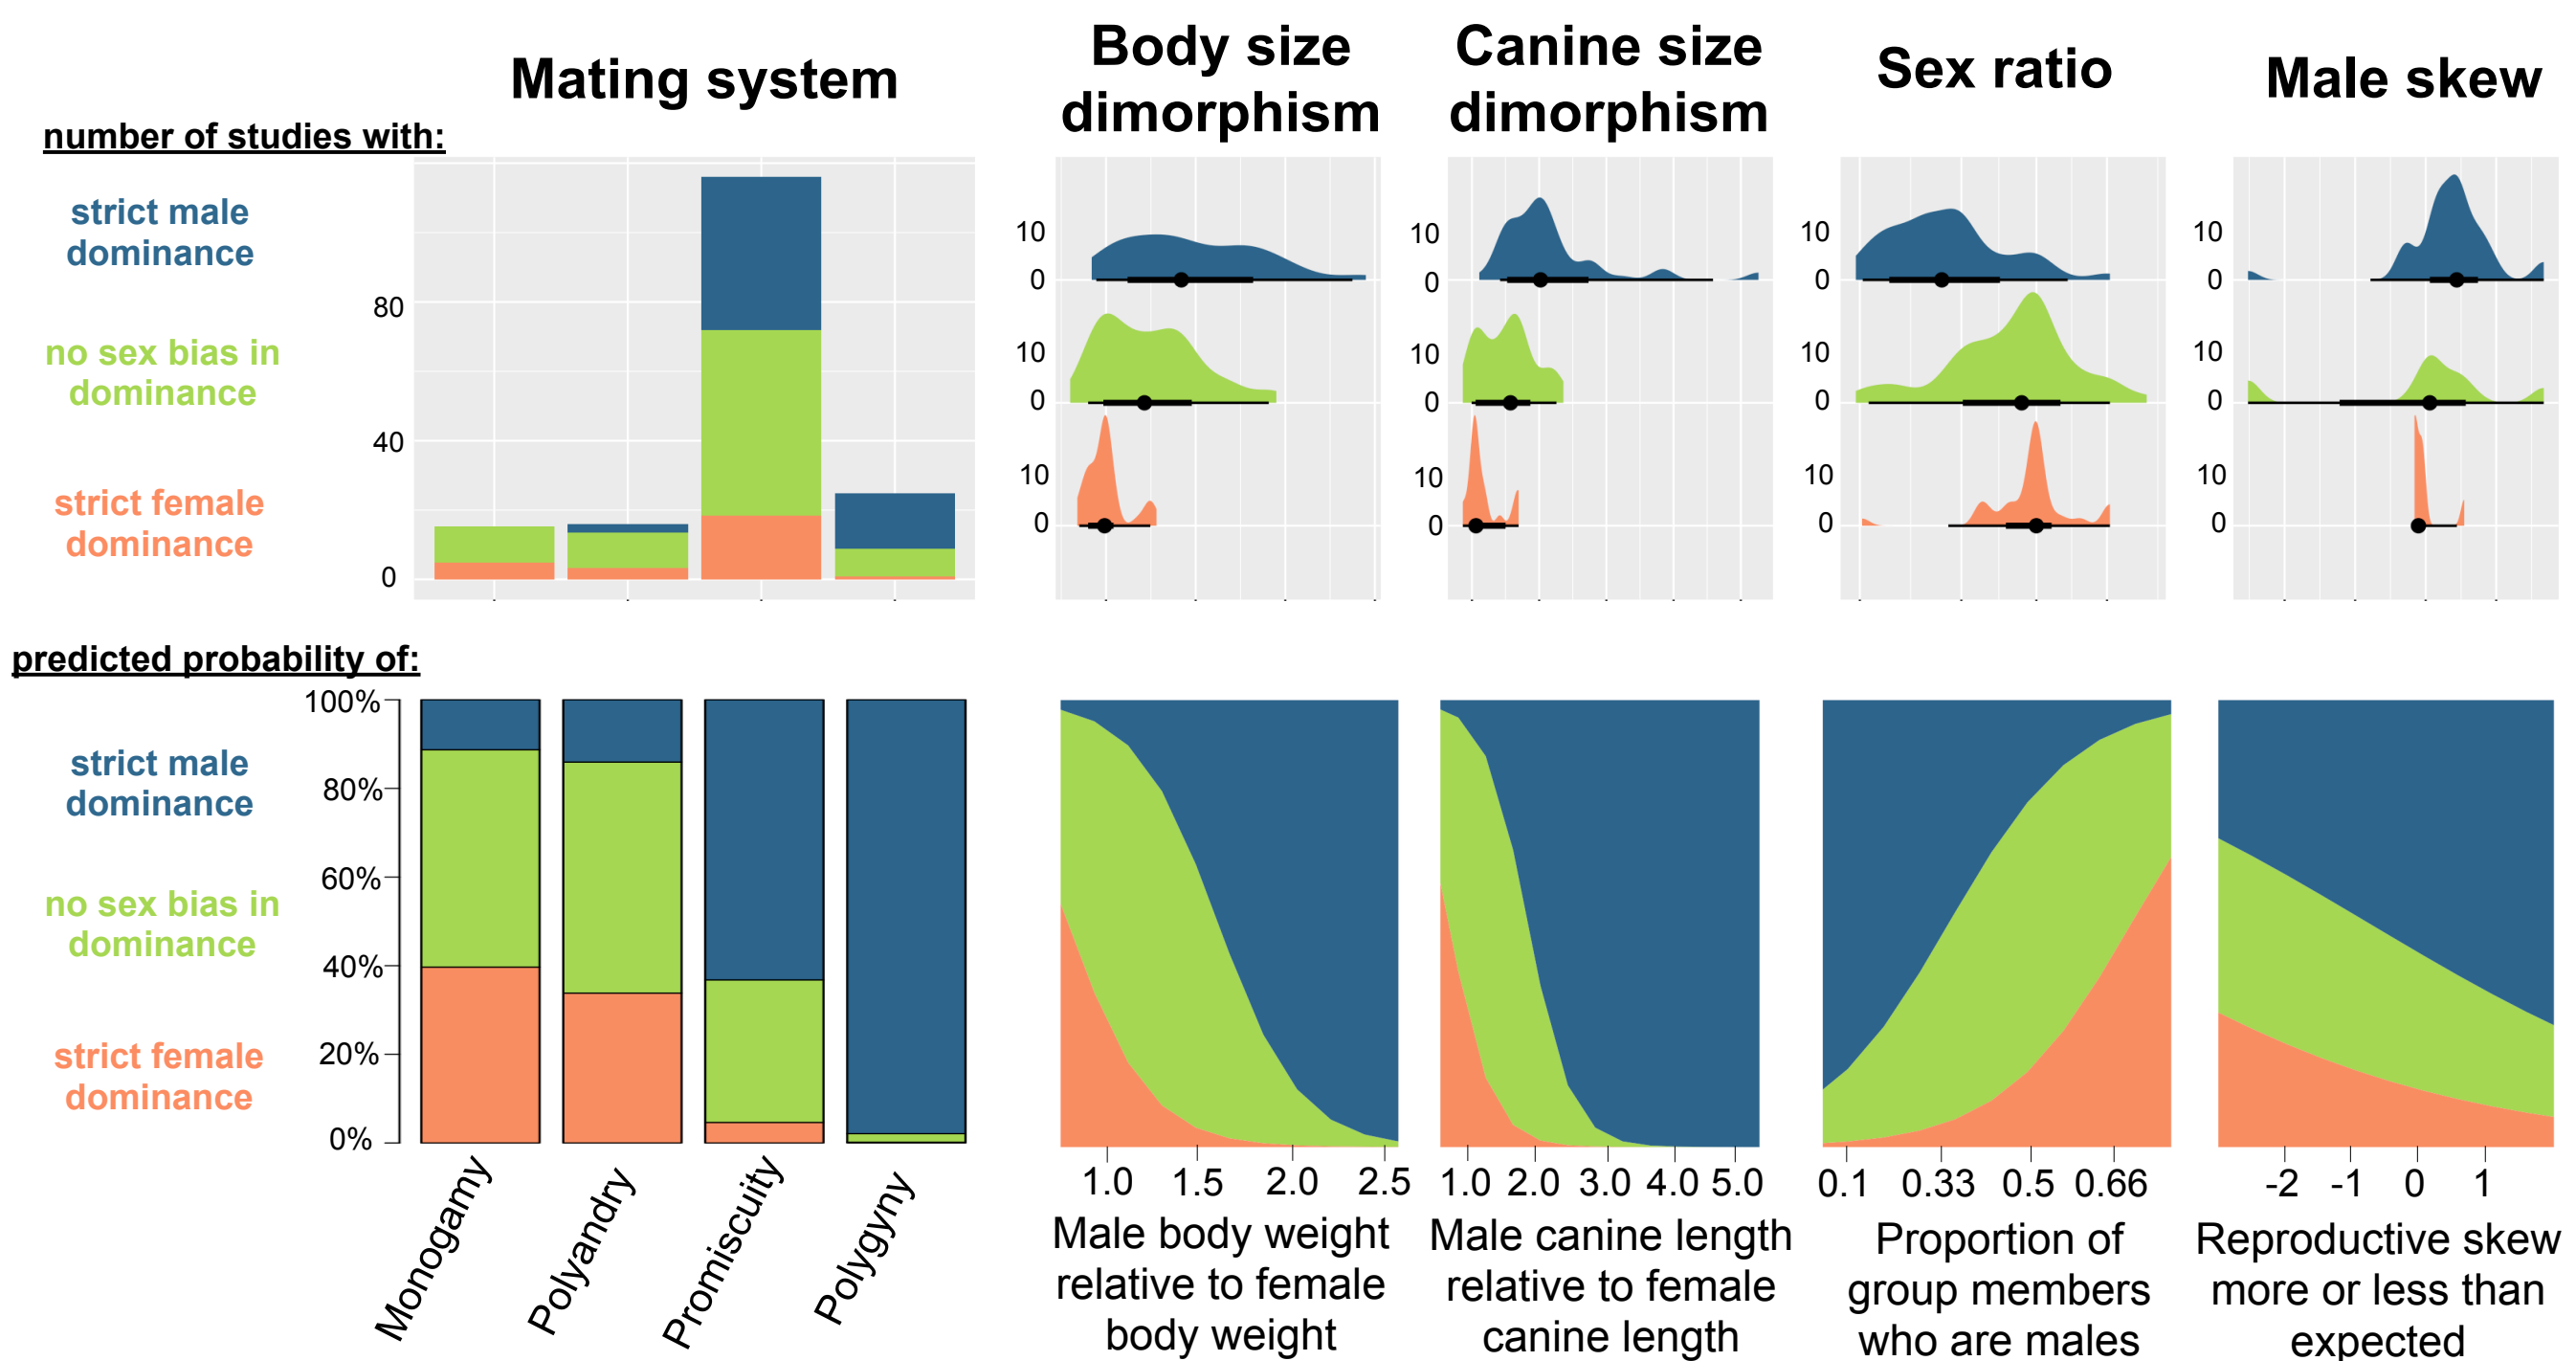 Mating system
Body size
dimorphism
Canine size
dimorphism
Sex ratio
Male skew
number of studies with:
strict male
dominance
no sex bias in
dominance
strict female
dominance
80
40
0
10
0
10
0
10
0
10
0
10
0
10
0
10
0
10
0
10
0
10
0
10
0
10
0
predicted probability of:
strict male
dominance
no sex bias in
dominance
strict female
dominance
100%
80%
60%
40%
20%
0%
Monogamy
Polyandry
Promiscuity
Polygyny
1.0 1.5 2.0 2.5
Male body weight
relative to female
body weight
1.0 2.0 3.0 4.0 5.0
Male canine length
relative to female
canine length
0.1 0.33 0.5 0.66
Proportion of
group members
who are males
-2 -1 0 1
Reproductive skew
more or less than
expected